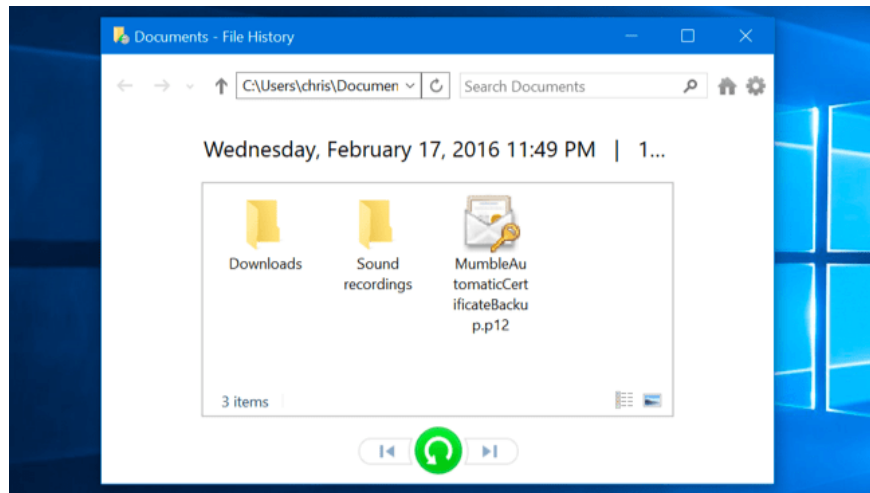 Documents - File History
C:\Users\chris\Documen
Search Documents
Wednesday, February 17, 2016 11:49 PM | 1...
Downloads
Sound
recordings
MumbleAu
tomaticCert
ificateBacku
p.p12
3 items